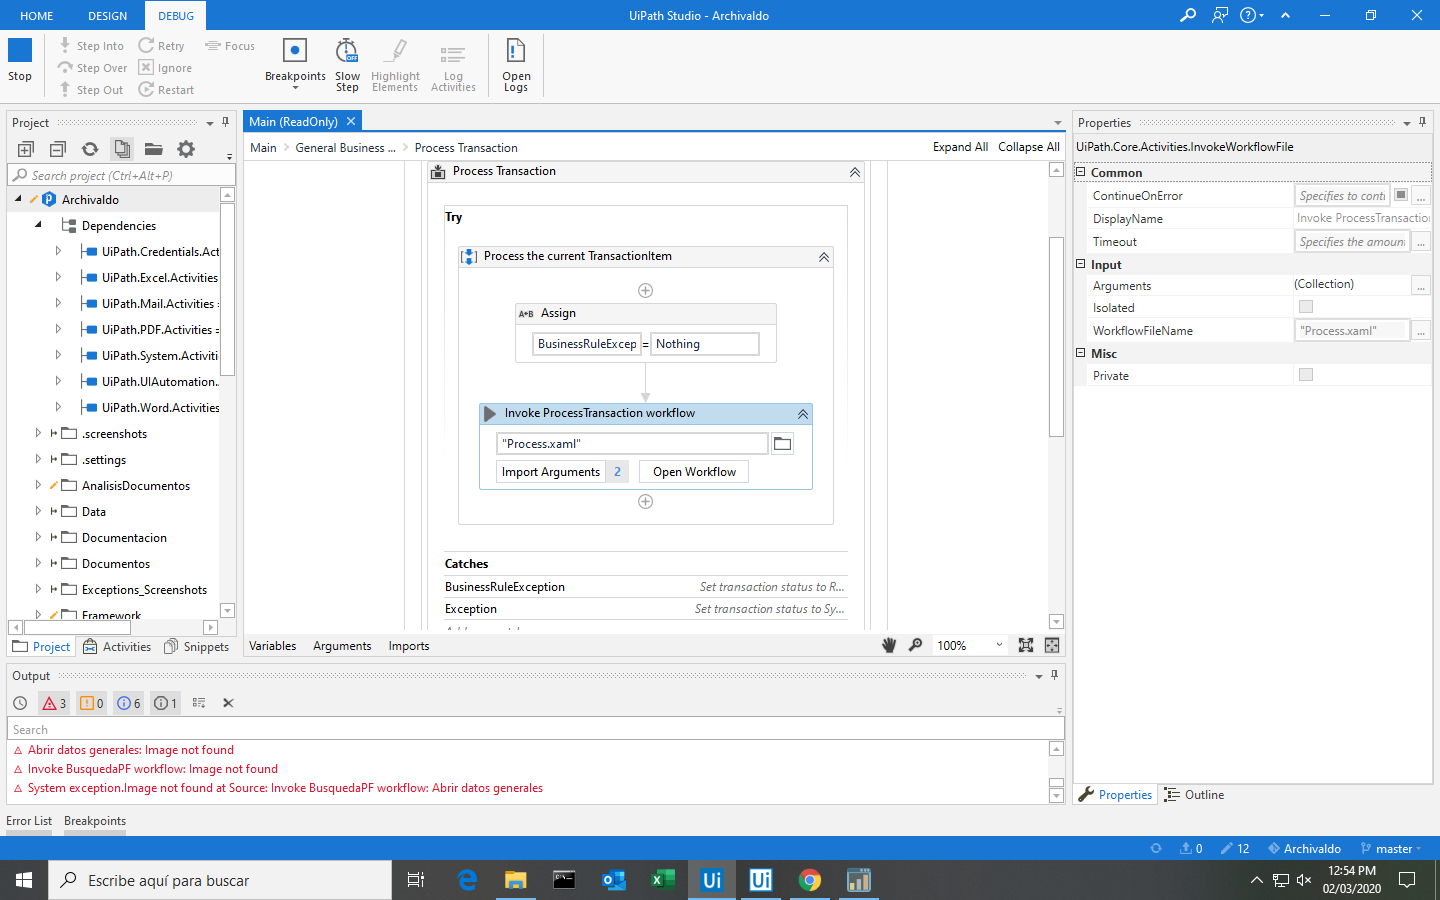 HOME DESIGN DEBUG UiPath Studio - Archivaldo
Stop
Step Into Retry Focus
Step Over Ignore
Step Out Restart
Breakpoints
Slow Step
OFF
Highlight Elements
Log Activities
Open Logs
Project
Search project (Ctrl+Alt+P)
Archivaldo
Dependencies
UiPath.Credentials.Act
UiPath.Excel.Activities
UiPath.Mail.Activities =
UiPath.PDF.Activities =
UiPath.System.Activiti
UiPath.UIAutomation.
UiPath.Word.Activities
.screenshots
.settings
AnalisisDocumentos
Data
Documentacion
Documentos
Exceptions_Screenshots
Framework
Project Activities Snippets
Main (ReadOnly)
Main > General Business ... > Process Transaction
Expand All Collapse All
Process Transaction
Try
Process the current TransactionItem
A+B Assign
BusinessRuleExcep = Nothing
Invoke ProcessTransaction workflow
"Process.xaml"
Import Arguments 2 Open Workflow
Catches
BusinessRuleException Set transaction status to R...
Exception Set transaction status to Sy...
Variables Arguments Imports
100%
Properties
UiPath.Core.Activities.InvokeWorkflowFile
Common
ContinueOnError Specifies to conti ...
DisplayName Invoke ProcessTransaction
Timeout Specifies the amoun ...
Input
Arguments (Collection) ...
Isolated
WorkflowFileName "Process.xaml" ...
Misc
Private
Properties Outline
Output
3 0 6 1
Search
Abrir datos generales: Image not found
Invoke BusquedaPF workflow: Image not found
System exception.Image not found at Source: Invoke BusquedaPF workflow: Abrir datos generales
Error List Breakpoints
0 12 Archivaldo master
Escribe aquí para buscar
Ui Ui
12:54 PM
02/03/2020